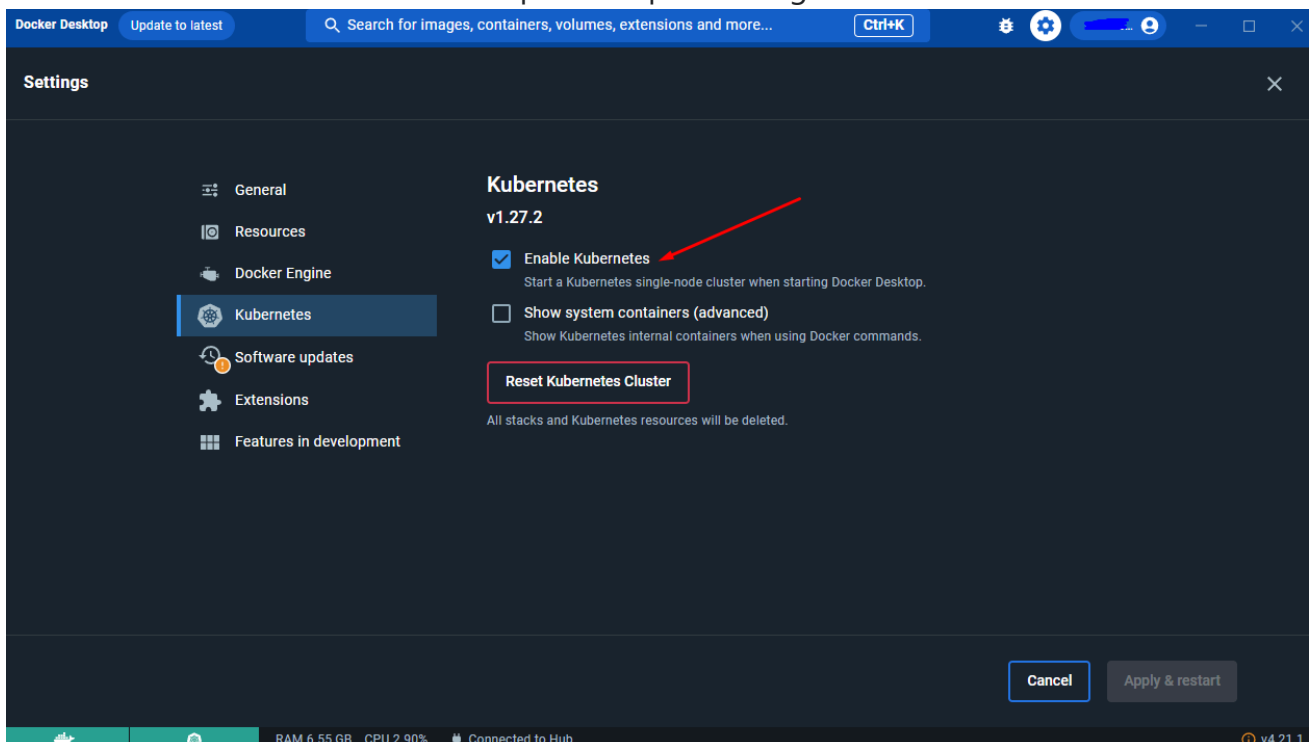 Docker Desktop Update to latest Search for images, containers, volumes, extensions and more... Ctrl+K
Settings
General
Resources
Docker Engine
Kubernetes
Software updates
Extensions
Features in development
Kubernetes
v1.27.2
Enable Kubernetes
Start a Kubernetes single-node cluster when starting Docker Desktop.
Show system containers (advanced)
Show Kubernetes internal containers when using Docker commands.
Reset Kubernetes Cluster
All stacks and Kubernetes resources will be deleted.
Cancel Apply & restart
RAM 6.55 GB CPU 2.90% Connected to Hub v4.21.1